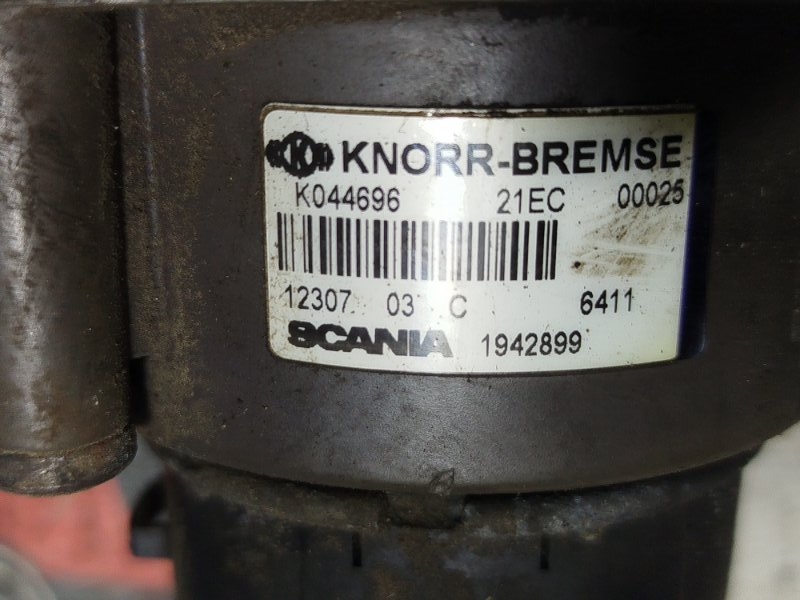 KNORR-BREMSE
K044696 21EC 00025
12307 03 C 6411
SCANIA 1942899